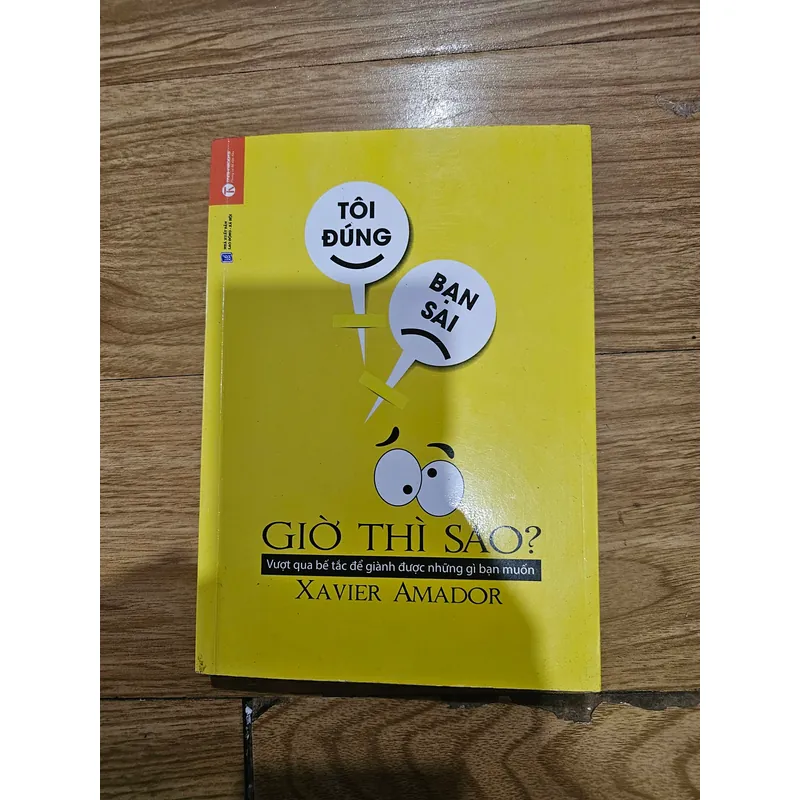 TÔI
ĐÚNG
BẠN
SAI
GIỜ THÌ SAO?
Vượt qua bế tắc để giành được những gì bạn muốn
XAVIER AMADOR